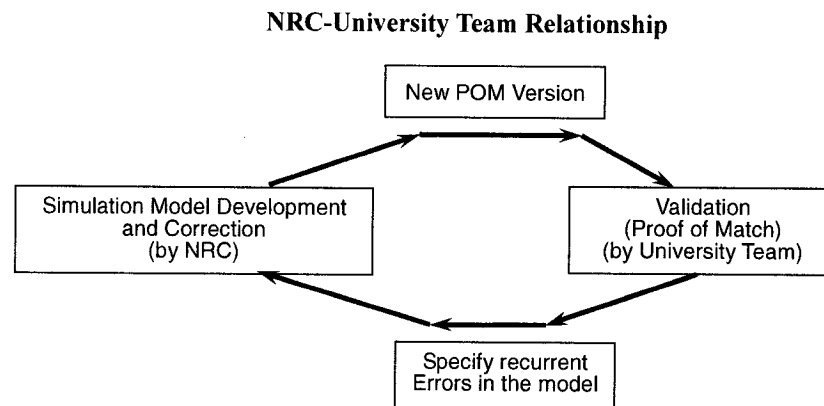 NRC-University Team Relationship
New POM Version
Simulation Model Development
and Correction
(by NRC)
Validation
(Proof of Match)
(by University Team)
Specify recurrent
Errors in the model